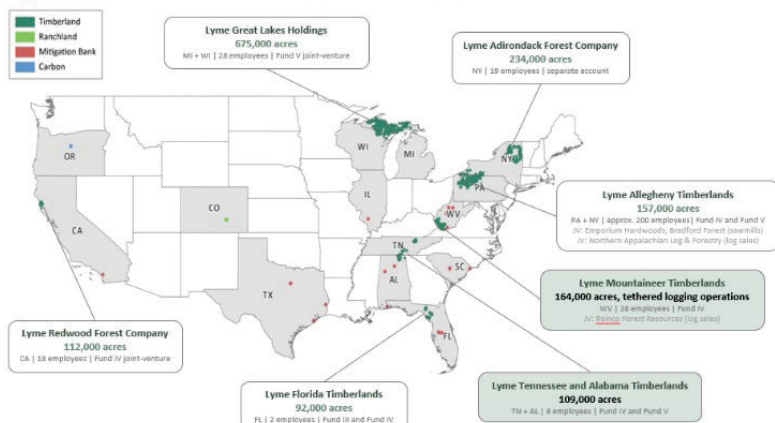 Timberland
Ranchland
Mitigation Bank
Carbon
Lyme Great Lakes Holdings
675,000 acres
MI + WI | 28 employees | Fund V joint-venture
Lyme Adirondack Forest Company
234,000 acres
NY | 19 employees | separate account
Lyme Allegheny Timberlands
157,000 acres
PA + NY | approx. 200 employees | Fund IV and Fund V
JV: Emporium Hardwoods, Bradford Forest (sawmills)
JV: Northern Appalachian Log & Forestry (log sales)
Lyme Mountaineer Timberlands
164,000 acres, tethered logging operations
WV | 28 employees | Fund IV
JV: Ramco Forest Resources (log sales)
Lyme Tennessee and Alabama Timberlands
109,000 acres
TN + AL | 8 employees | Fund IV and Fund V
Lyme Florida Timberlands
92,000 acres
FL | 2 employees | Fund III and Fund IV
Lyme Redwood Forest Company
112,000 acres
CA | 18 employees | Fund IV joint-venture
OR
CA
CO
TX
WI
MI
IL
NY
PA
WV
TN
AL
SC
FL